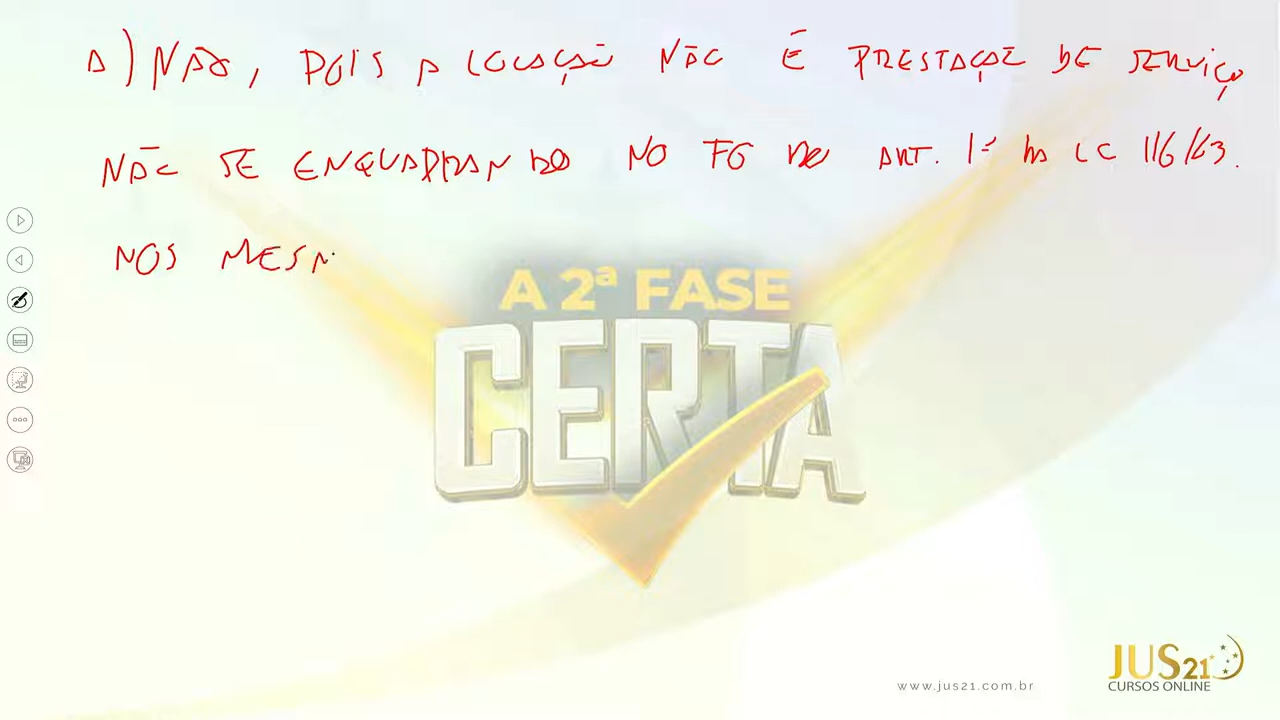 A) NÃO, POIS A LOCAÇÃO NÃO É PRESTAÇÃO DE SERVIÇO
NÃO SE ENQUADRANDO NO FG DO ART. 1º DA LC 116/03.
NOS MESM
A 2ª FASE
CERTA
JUS21
CURSOS ONLINE
www.jus21.com.br